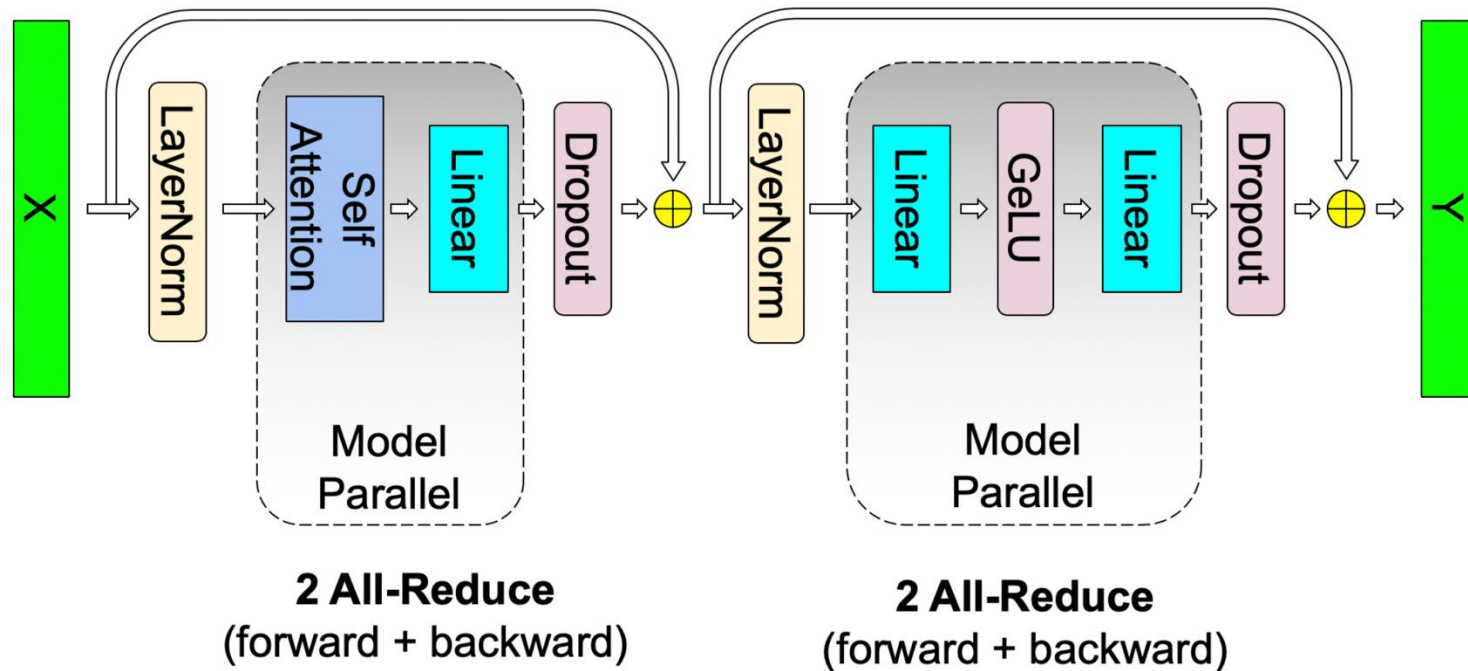 X
LayerNorm
Self
Attention
Linear
Dropout
LayerNorm
Linear
GeLU
Linear
Dropout
Y
Model
Parallel
Model
Parallel
2 All-Reduce
(forward + backward)
2 All-Reduce
(forward + backward)